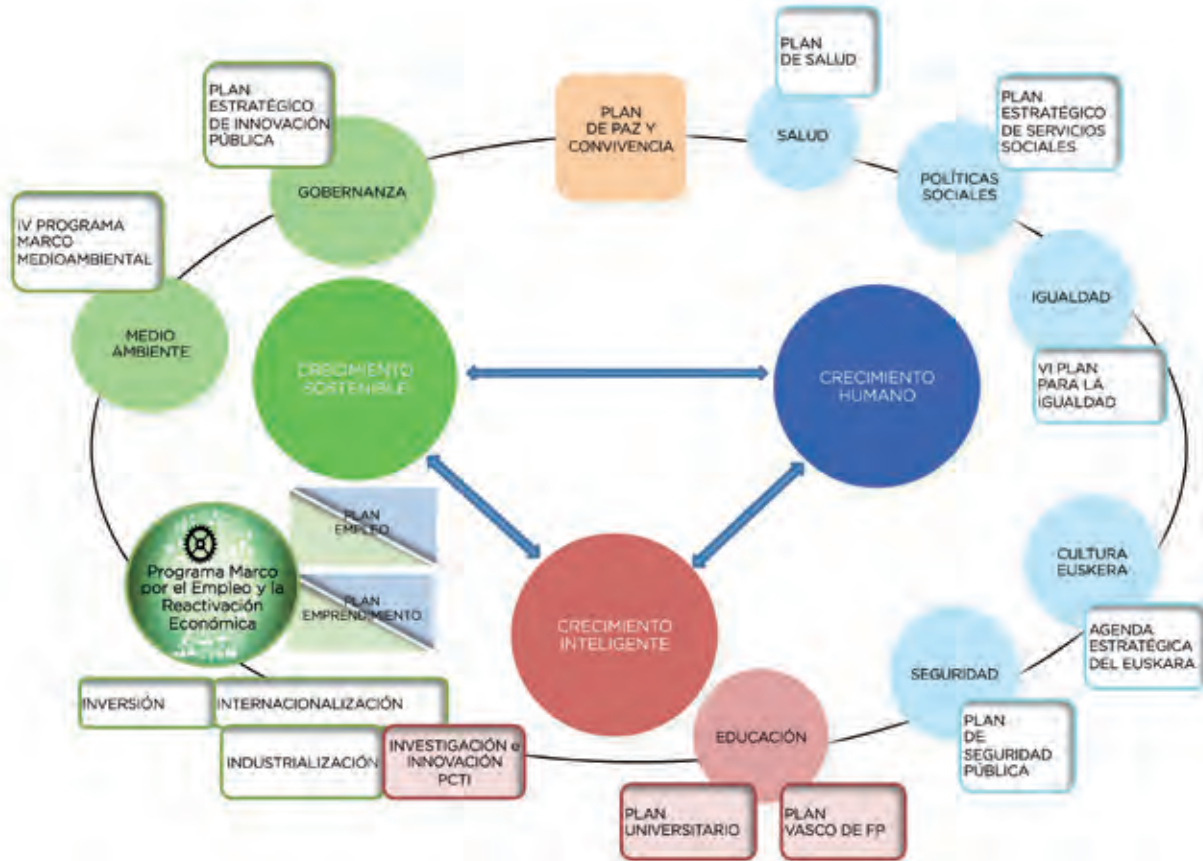 PLAN
DE SALUD
SALUD
PLAN
ESTRATÉGICO
DE INNOVACIÓN
PÚBLICA
GOBERNANZA
PLAN
DE PAZ Y
CONVIVENCIA
PLAN
ESTRATÉGICO
DE SERVICIOS
SOCIALES
POLÍTICAS
SOCIALES
IV PROGRAMA
MARCO
MEDIOAMBIENTAL
MEDIO
AMBIENTE
IGUALDAD
VI PLAN
PARA LA
IGUALDAD
CRECIMIENTO
SOSTENIBLE
CRECIMIENTO
HUMANO
PLAN
EMPLEO
PLAN
EMPRENDIMIENTO
Programa Marco
por el Empleo y la
Reactivación
Económica
CRECIMIENTO
INTELIGENTE
CULTURA
EUSKERA
AGENDA
ESTRATÉGICA
DEL EUSKARA
SEGURIDAD
PLAN
DE
SEGURIDAD
PÚBLICA
INVERSIÓN
INTERNACIONALIZACIÓN
INDUSTRIALIZACIÓN
INVESTIGACIÓN e
INNOVACIÓN
PCTI
EDUCACIÓN
PLAN
UNIVERSITARIO
PLAN
VASCO DE FP